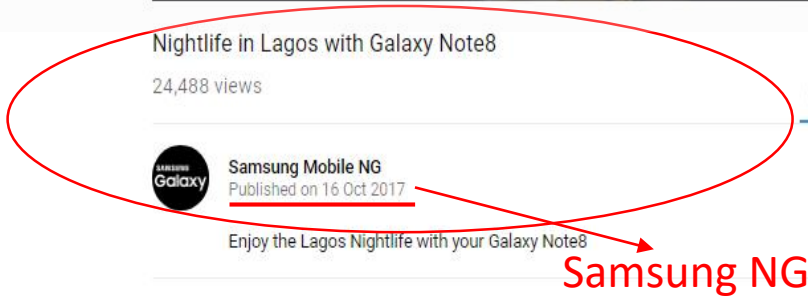 Nightlife in Lagos with Galaxy Note8
24,488 views
SAMSUNG
Galaxy
Samsung Mobile NG
Published on 16 Oct 2017
Enjoy the Lagos Nightlife with your Galaxy Note8
Samsung NG